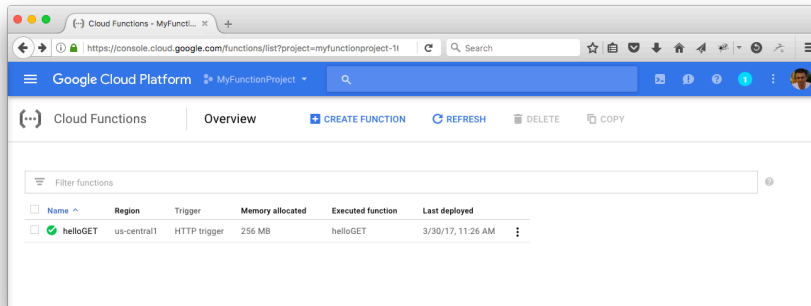 Cloud Functions - MyFuncti...
https://console.cloud.google.com/functions/list?project=myfunctionproject-16
Search
Google Cloud Platform
MyFunctionProject
1
Cloud Functions
Overview
CREATE FUNCTION
REFRESH
DELETE
COPY
Filter functions
Name Region Trigger Memory allocated Executed function Last deployed
helloGET us-central1 HTTP trigger 256 MB helloGET 3/30/17, 11:26 AM